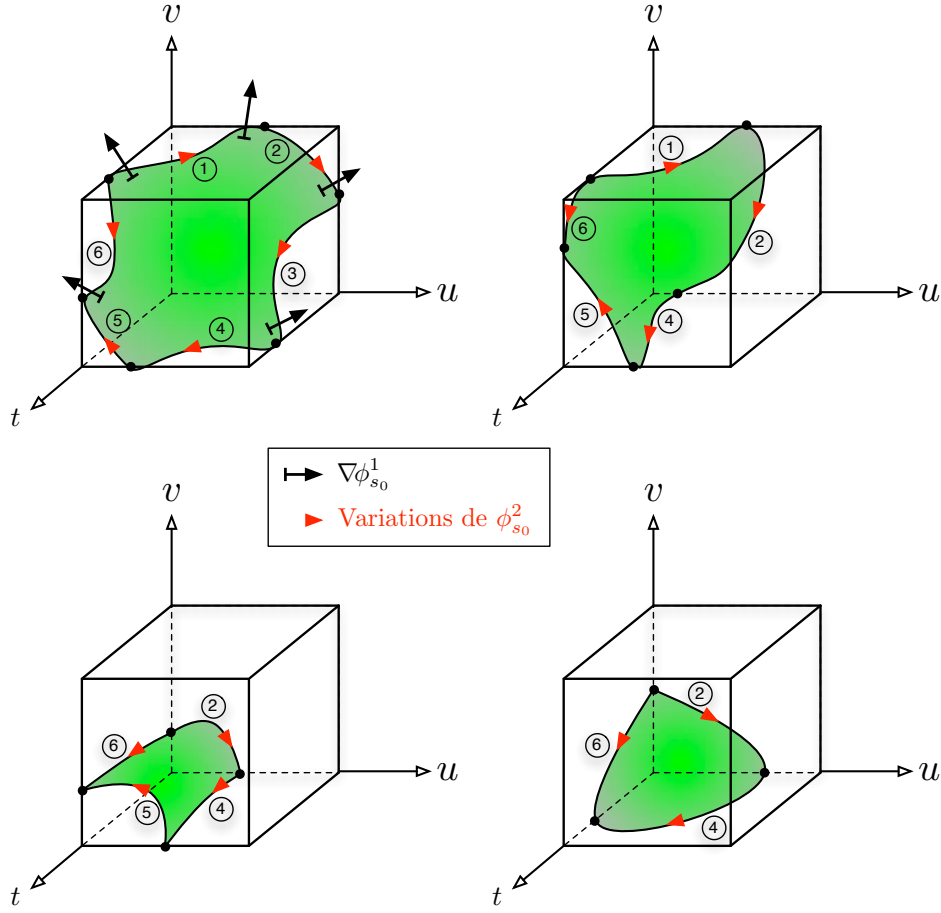 v
v
①
②
①
⑥
⑥
②
③
u
u
⑤
④
⑤
④
t
t
∇ϕ¹ₛ₀
Variations de ϕ²ₛ₀
v
v
②
②
⑥
⑥
u
u
⑤
④
④
t
t